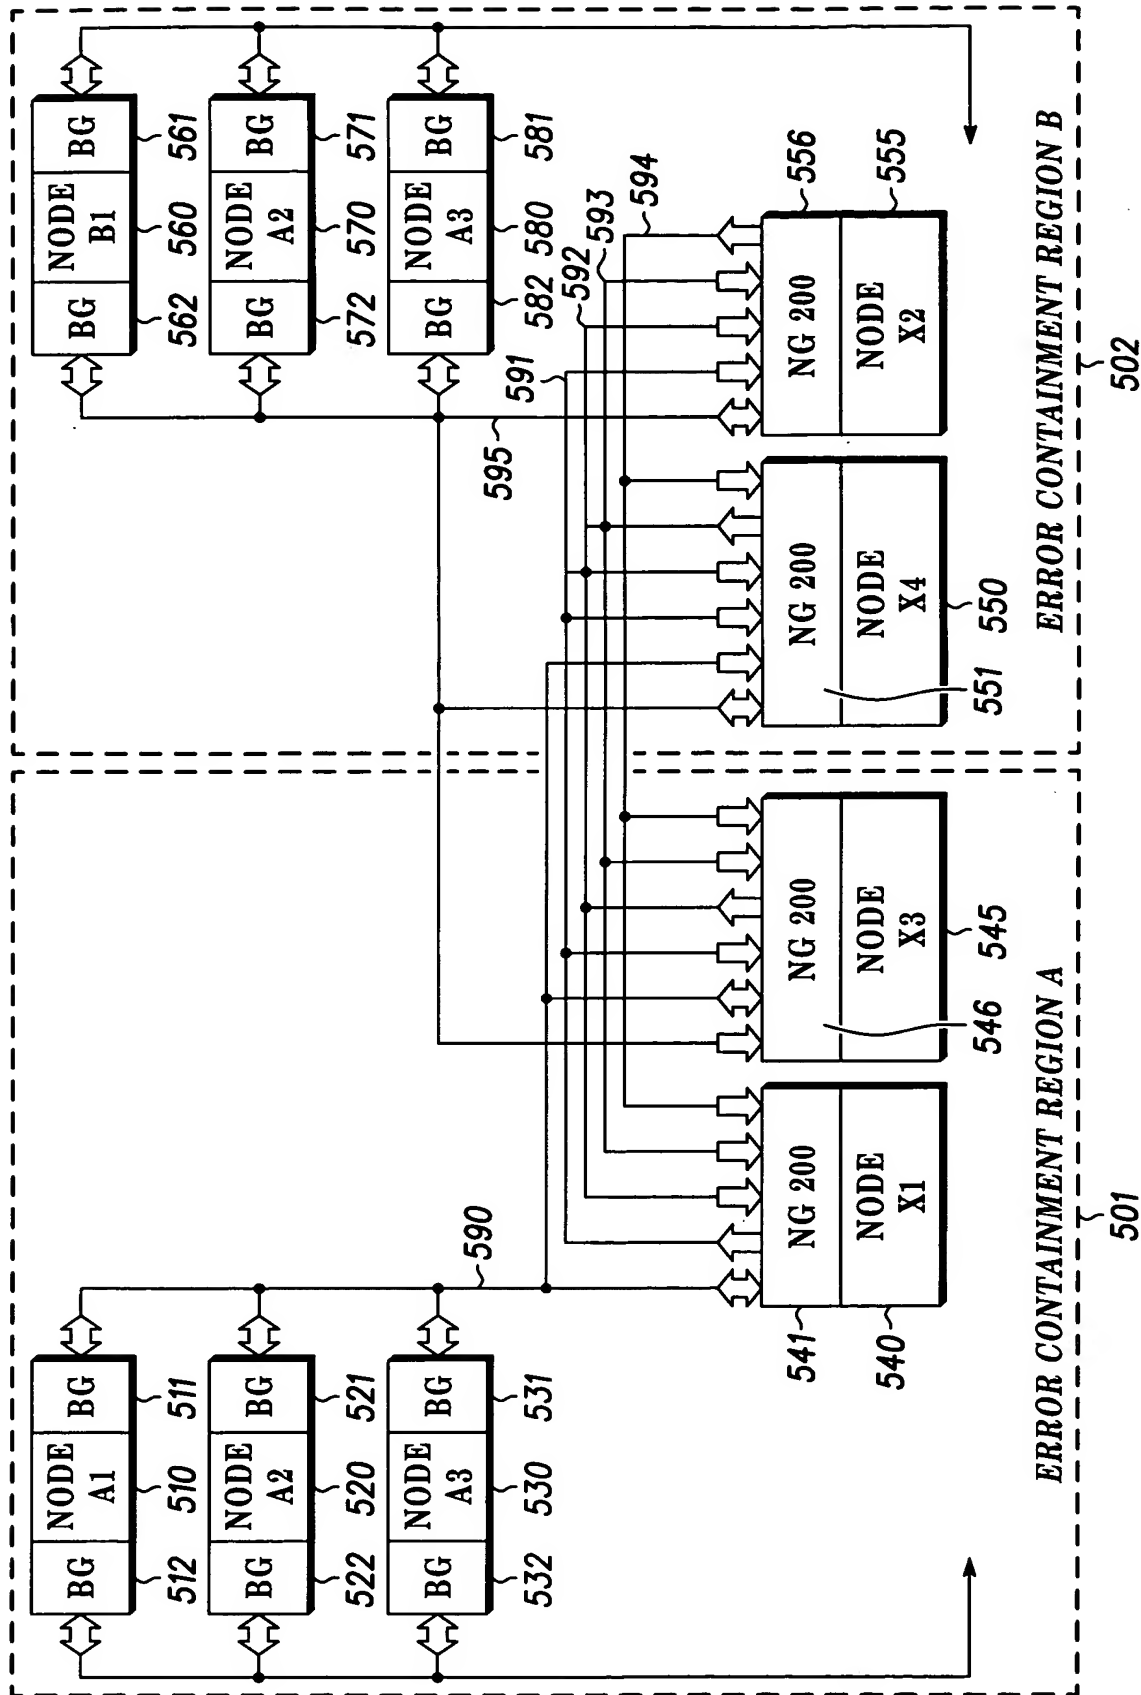 BG
NODE
A1
BG
512
510
511
BG
NODE
A2
BG
522
520
521
BG
NODE
A3
BG
532
530
531
590
541
540
NG 200
NODE
X1
NG 200
NODE
X3
546
545
ERROR CONTAINMENT REGION A
501
BG
NODE
B1
BG
562
560
561
BG
NODE
A2
BG
572
570
571
BG
NODE
A3
BG
582
580
581
595
591
592
593
594
NG 200
NODE
X4
551
550
NG 200
NODE
X2
556
555
ERROR CONTAINMENT REGION B
502